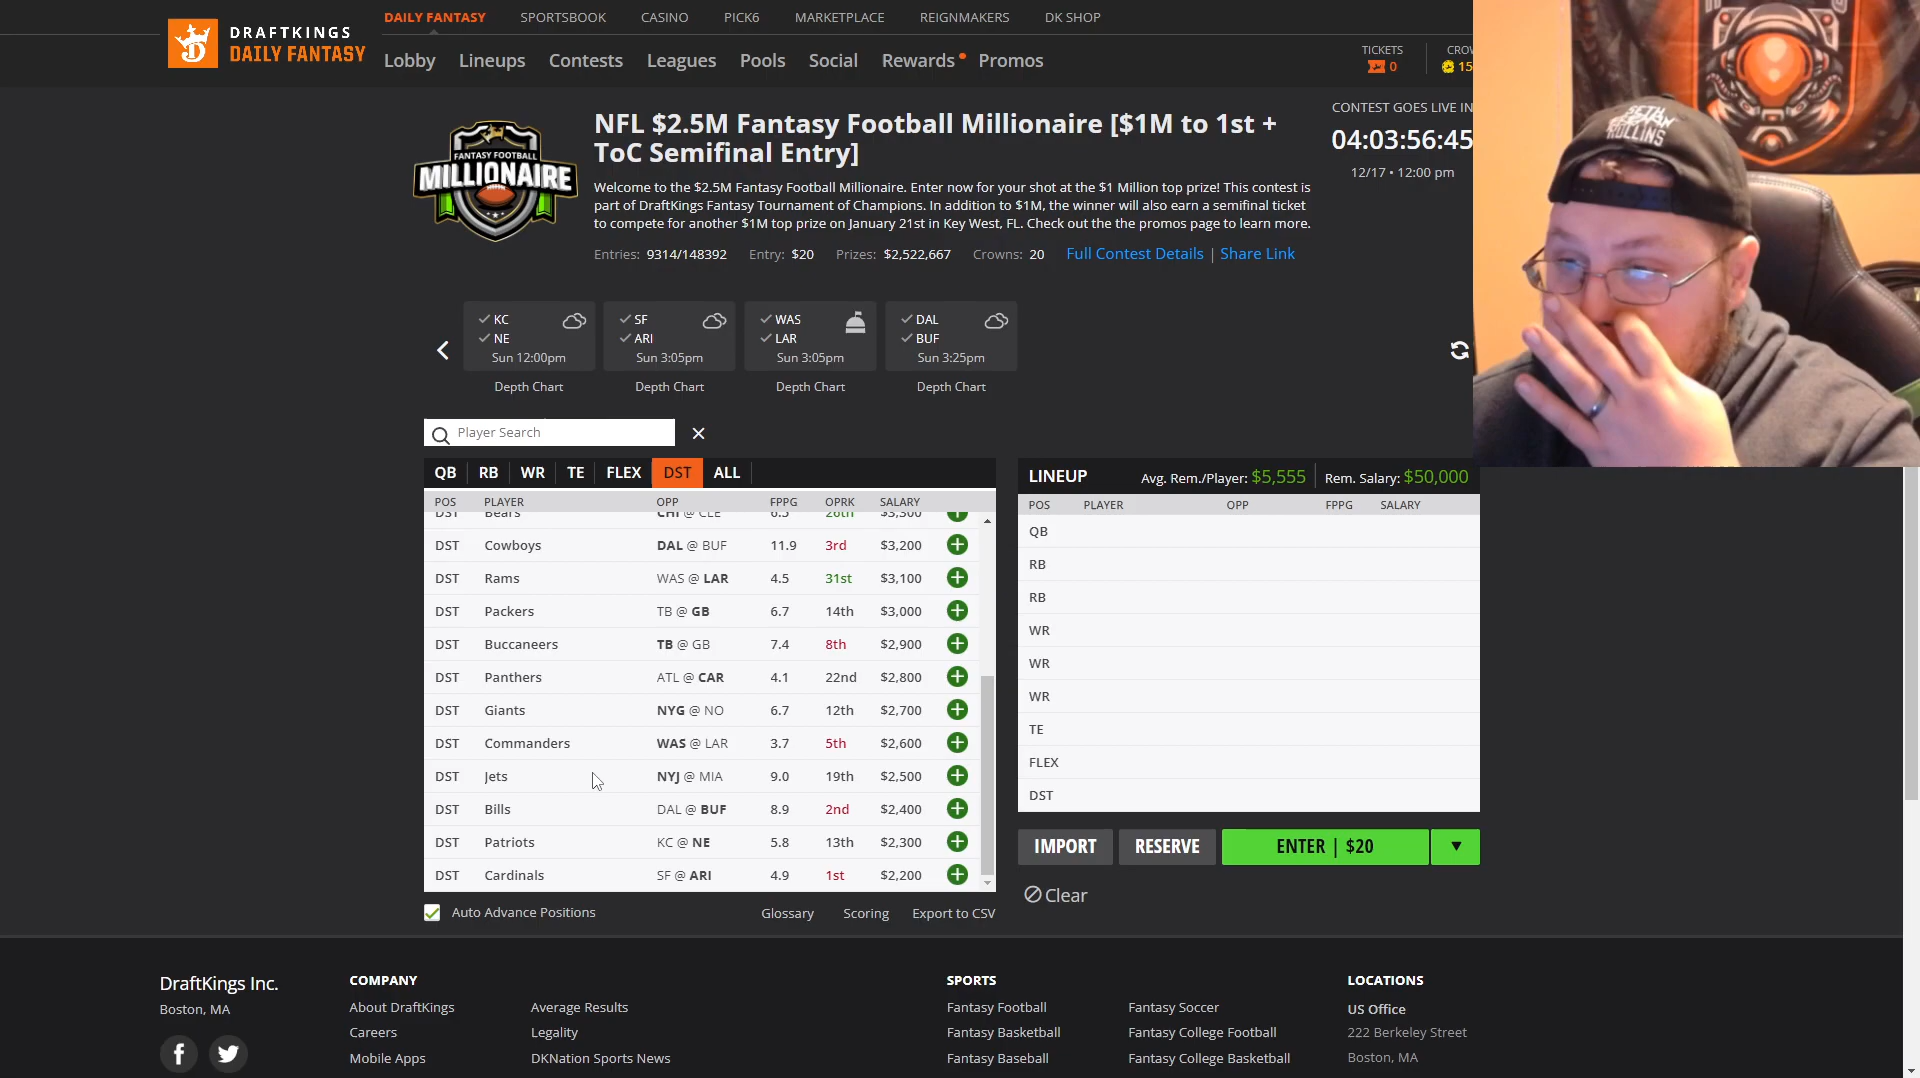 DAILY FANTASY SPORTSBOOK CASINO PICK6 MARKETPLACE REIGNMAKERS DK SHOP
DRAFTKINGS
DAILY FANTASY
Lobby Lineups Contests Leagues Pools Social Rewards Promos
TICKETS
0
CROW
15
FANTASY FOOTBALL
MILLIONAIRE
NFL $2.5M Fantasy Football Millionaire [$1M to 1st +
ToC Semifinal Entry]
Welcome to the $2.5M Fantasy Football Millionaire. Enter now for your shot at the $1 Million top prize! This contest is
part of DraftKings Fantasy Tournament of Champions. In addition to $1M, the winner will also earn a semifinal ticket
to compete for another $1M top prize on January 21st in Key West, FL. Check out the the promos page to learn more.
Entries: 9314/148392 Entry: $20 Prizes: $2,522,667 Crowns: 20 Full Contest Details | Share Link
CONTEST GOES LIVE IN
04:03:56:45
12/17 • 12:00 pm
SETH
ROLLINS
KC
NE
Sun 12:00pm
Depth Chart
SF
ARI
Sun 3:05pm
Depth Chart
WAS
LAR
Sun 3:05pm
Depth Chart
DAL
BUF
Sun 3:25pm
Depth Chart
Player Search
QB RB WR TE FLEX DST ALL
POS PLAYER OPP FPPG OPRK SALARY
DST Bears CHI @ CLE 6.5 26th $3,300
DST Cowboys DAL @ BUF 11.9 3rd $3,200
DST Rams WAS @ LAR 4.5 31st $3,100
DST Packers TB @ GB 6.7 14th $3,000
DST Buccaneers TB @ GB 7.4 8th $2,900
DST Panthers ATL @ CAR 4.1 22nd $2,800
DST Giants NYG @ NO 6.7 12th $2,700
DST Commanders WAS @ LAR 3.7 5th $2,600
DST Jets NYJ @ MIA 9.0 19th $2,500
DST Bills DAL @ BUF 8.9 2nd $2,400
DST Patriots KC @ NE 5.8 13th $2,300
DST Cardinals SF @ ARI 4.9 1st $2,200
Auto Advance Positions
Glossary Scoring Export to CSV
LINEUP Avg. Rem./Player: $5,555 Rem. Salary: $50,000
POS PLAYER OPP FPPG SALARY
QB
RB
RB
WR
WR
WR
TE
FLEX
DST
IMPORT RESERVE ENTER | $20
Clear
DraftKings Inc.
Boston, MA
COMPANY
About DraftKings
Careers
Mobile Apps
Average Results
Legality
DKNation Sports News
SPORTS
Fantasy Football
Fantasy Basketball
Fantasy Baseball
Fantasy Soccer
Fantasy College Football
Fantasy College Basketball
LOCATIONS
US Office
222 Berkeley Street
Boston, MA